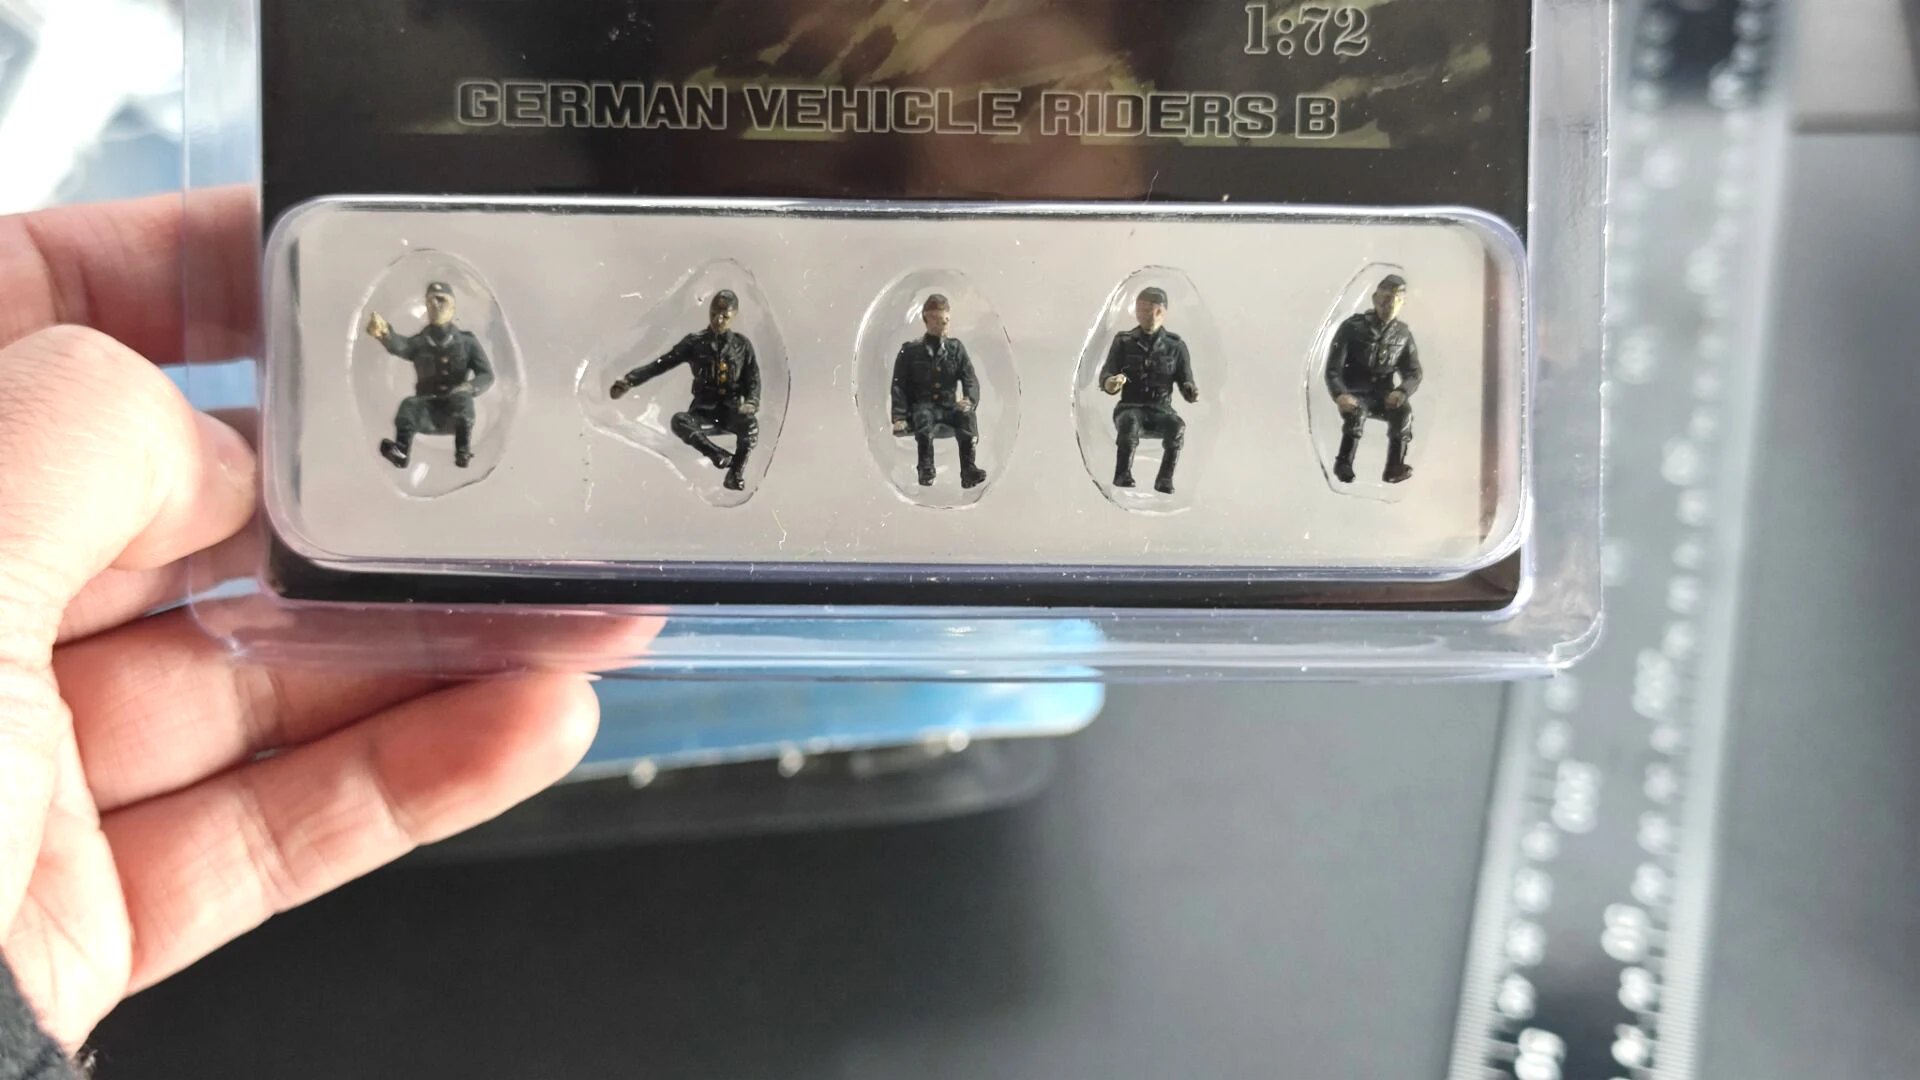 1:72
GERMAN VEHICLE RIDERS B